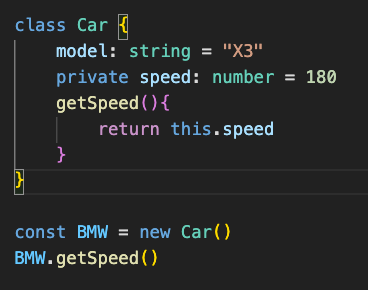 class Car {
    model: string = "X3"
    private speed: number = 180
    getSpeed(){
        return this.speed
    }
}

const BMW = new Car()
BMW.getSpeed()